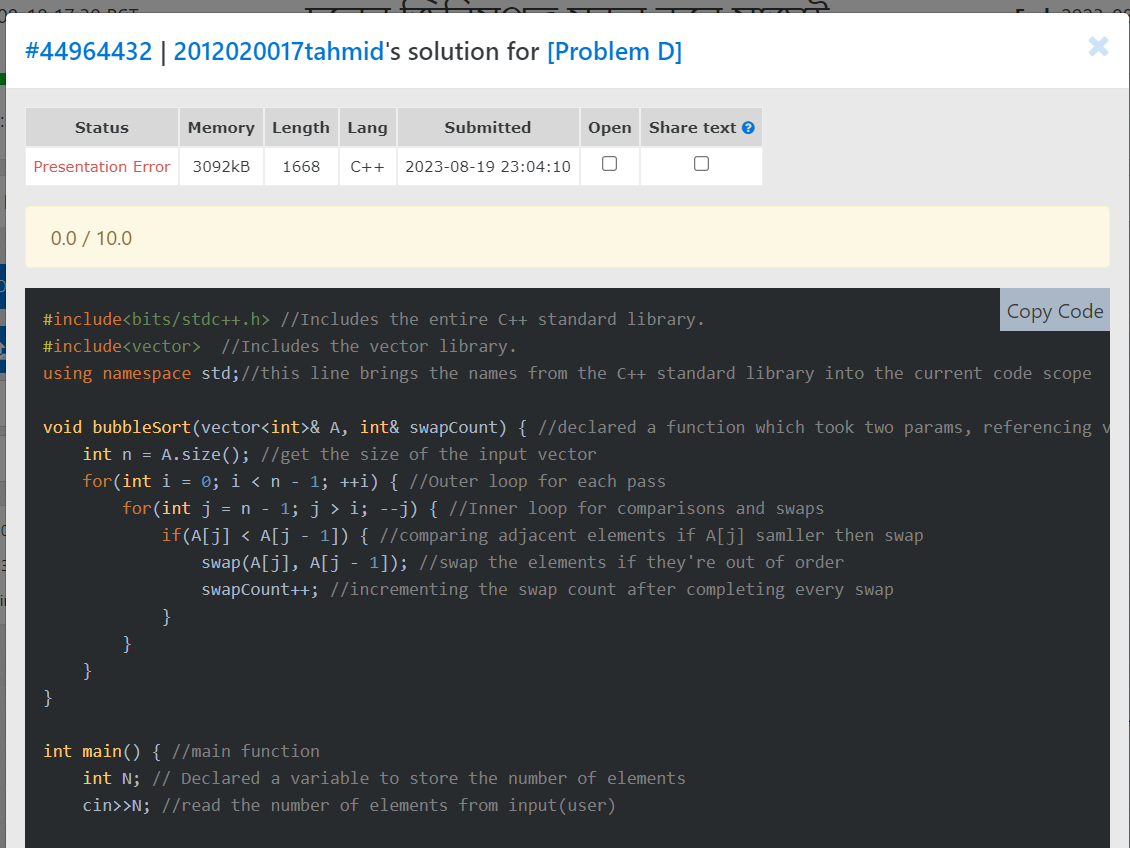 #44964432 | 2012020017tahmid's solution for [Problem D]
Status Memory Length Lang Submitted Open Share text
Presentation Error 3092kB 1668 C++ 2023-08-19 23:04:10
0.0 / 10.0
Copy Code
#include<bits/stdc++.h> //Includes the entire C++ standard library.
#include<vector>  //Includes the vector library.
using namespace std;//this line brings the names from the C++ standard library into the current code scope
void bubbleSort(vector<int>& A, int& swapCount) { //declared a function which took two params, referencing
    int n = A.size(); //get the size of the input vector
    for(int i = 0; i < n - 1; ++i) { //Outer loop for each pass
        for(int j = n - 1; j > i; --j) { //Inner loop for comparisons and swaps
            if(A[j] < A[j - 1]) { //comparing adjacent elements if A[j] samller then swap
                swap(A[j], A[j - 1]); //swap the elements if they're out of order
                swapCount++; //incrementing the swap count after completing every swap
            }
        }
    }
}
int main() { //main function
    int N; // Declared a variable to store the number of elements
    cin>>N; //read the number of elements from input(user)